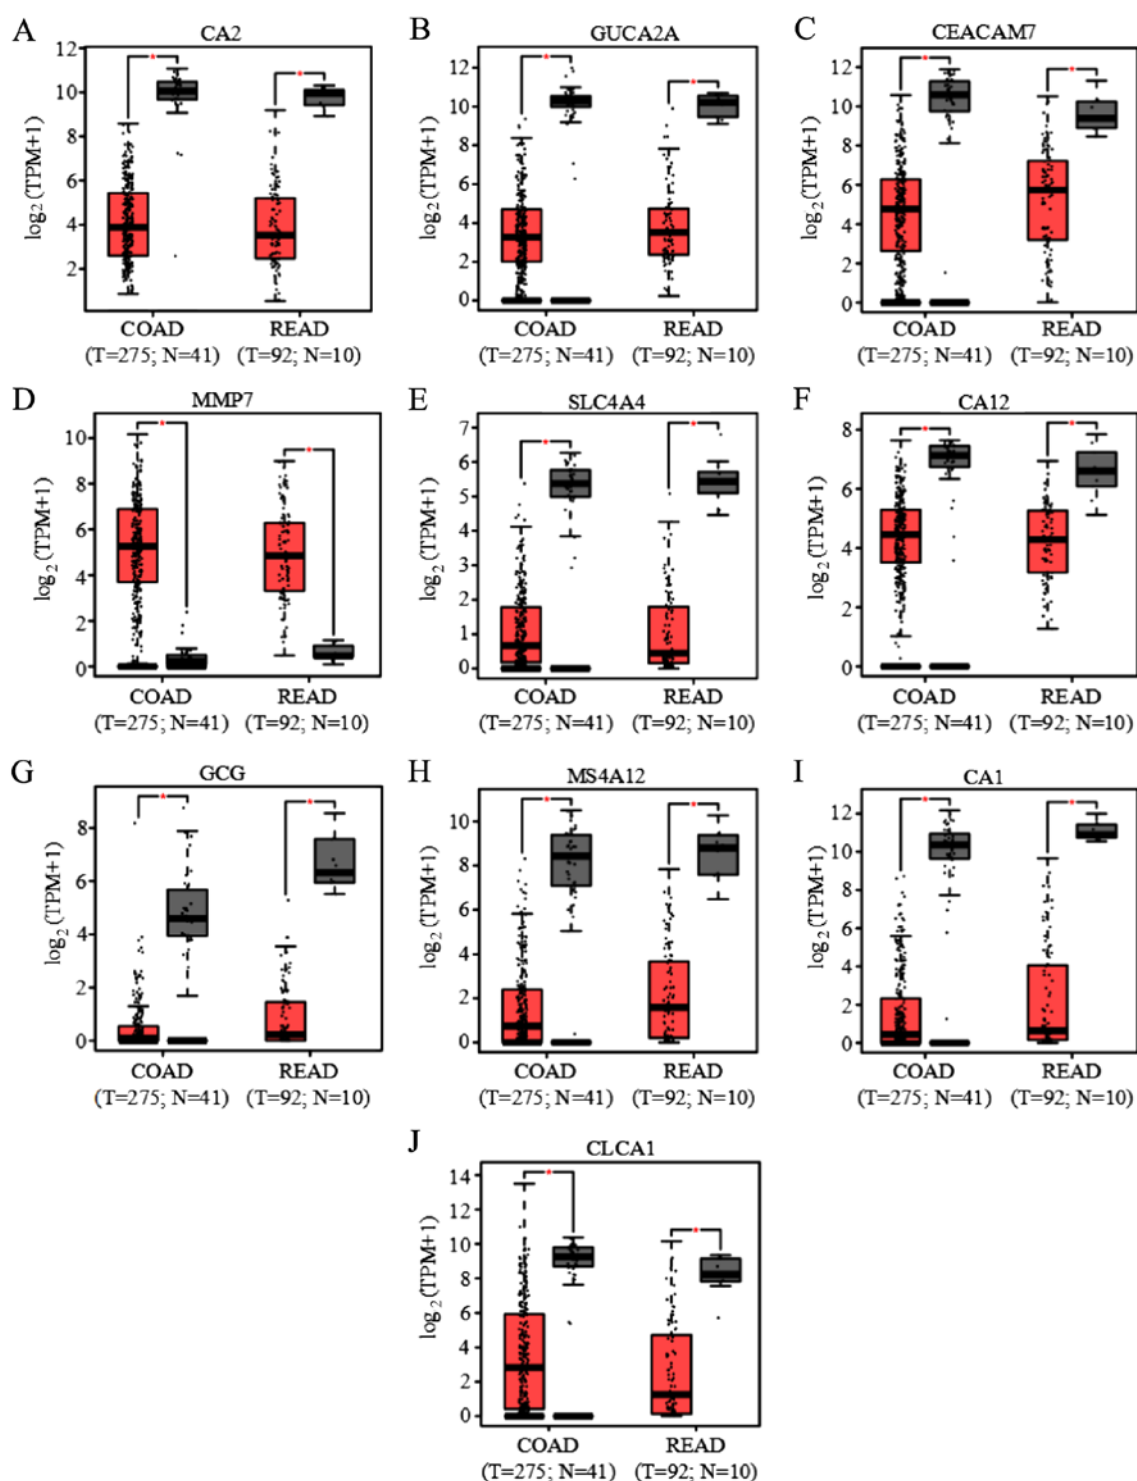 A
CA2
log2(TPM+1)
12
10
8
6
4
2
COAD
READ
(T=275; N=41)
(T=92; N=10)
B
GUCA2A
log2(TPM+1)
12
10
8
6
4
2
0
COAD
READ
(T=275; N=41)
(T=92; N=10)
C
CEACAM7
log2(TPM+1)
12
10
8
6
4
2
0
COAD
READ
(T=275; N=41)
(T=92; N=10)
D
MMP7
log2(TPM+1)
10
8
6
4
2
0
COAD
READ
(T=275; N=41)
(T=92; N=10)
E
SLC4A4
log2(TPM+1)
7
6
5
4
3
2
1
0
COAD
READ
(T=275; N=41)
(T=92; N=10)
F
CA12
log2(TPM+1)
8
6
4
2
0
COAD
READ
(T=275; N=41)
(T=92; N=10)
G
GCG
log2(TPM+1)
8
6
4
2
0
COAD
READ
(T=275; N=41)
(T=92; N=10)
H
MS4A12
log2(TPM+1)
10
8
6
4
2
0
COAD
READ
(T=275; N=41)
(T=92; N=10)
I
CA1
log2(TPM+1)
12
10
8
6
4
2
0
COAD
READ
(T=275; N=41)
(T=92; N=10)
J
CLCA1
log2(TPM+1)
14
12
10
8
6
4
2
0
COAD
READ
(T=275; N=41)
(T=92; N=10)